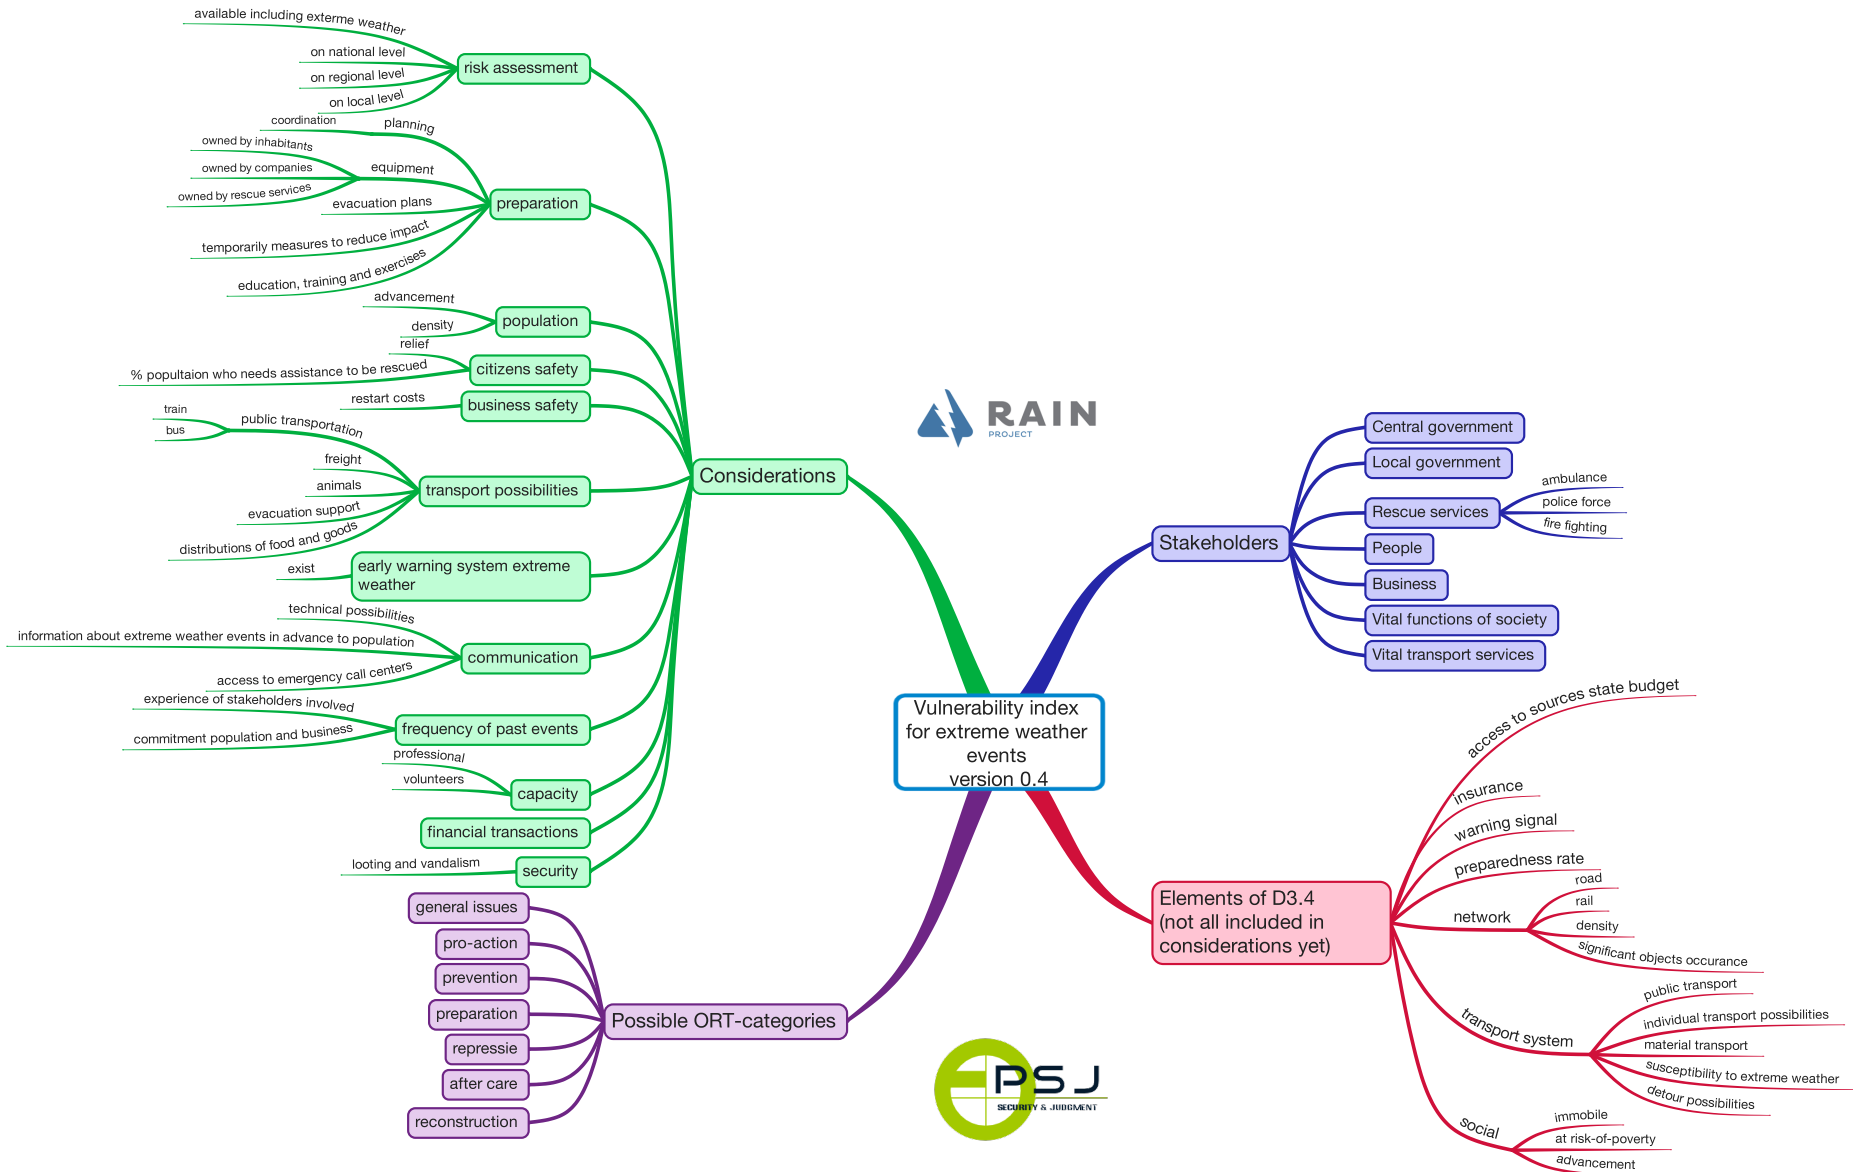 available including exterme weather
on national level
on regional level
on local level
risk assessment
coordination
planning
owned by inhabitants
owned by companies
owned by rescue services
equipment
evacuation plans
temporarily measures to reduce impact
education, training and exercises
preparation
advancement
density
population
relief
% popultaion who needs assistance to be rescued
citizens safety
restart costs
business safety
train
bus
public transportation
freight
animals
evacuation support
distributions of food and goods
transport possibilities
exist
early warning system extreme
weather
technical possibilities
information about extreme weather events in advance to population
access to emergency call centers
communication
experience of stakeholders involved
commitment population and business
frequency of past events
professional
volunteers
capacity
financial transactions
looting and vandalism
security
Considerations
RAIN
PROJECT
Stakeholders
Central government
Local government
Rescue services
ambulance
police force
fire fighting
People
Business
Vital functions of society
Vital transport services
Vulnerability index
for extreme weather
events
version 0.4
general issues
pro-action
prevention
preparation
repressie
after care
reconstruction
Possible ORT-categories
Elements of D3.4
(not all included in
considerations yet)
access to sources state budget
insurance
warning signal
preparedness rate
network
road
rail
density
significant objects occurance
transport system
public transport
individual transport possibilities
material transport
susceptibility to extreme weather
detour possibilities
social
immobile
at risk-of-poverty
advancement
PSJ
SECURITY & JUDGMENT